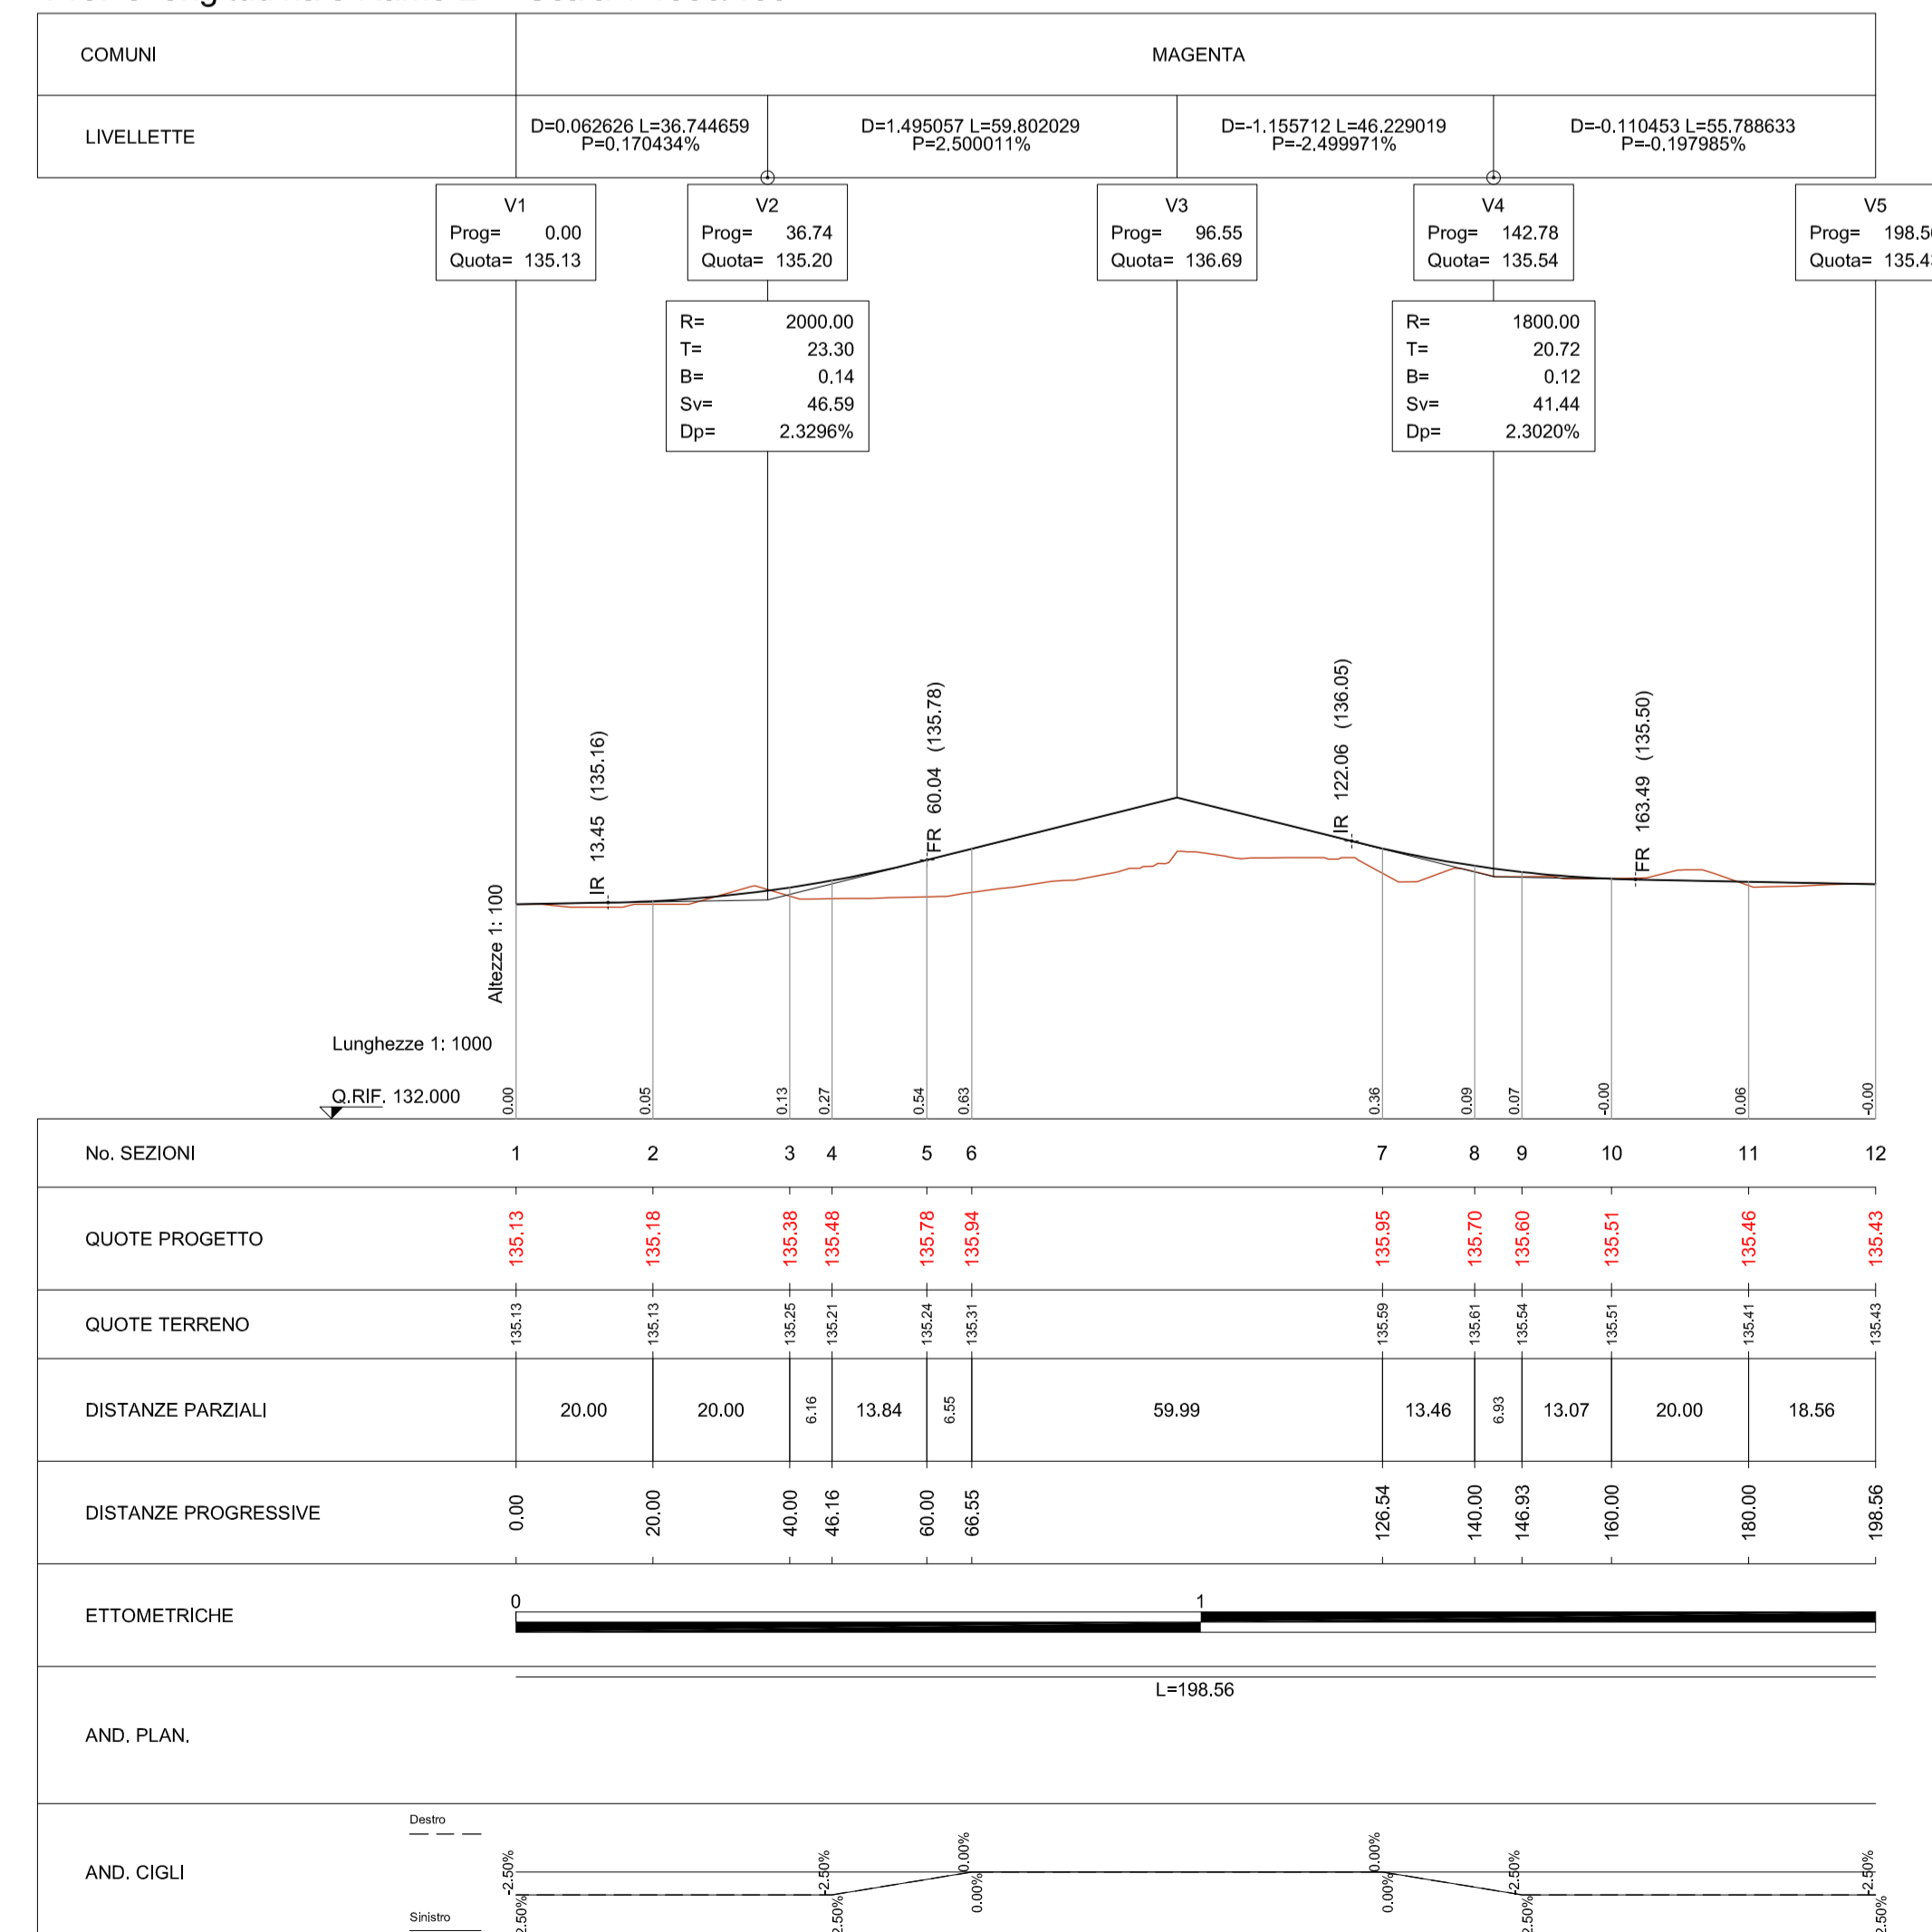 COMUNI
MAGENTA
LIVELLETTE
D=0.062626 L=36.744659
P=0.170434%
D=1.495057 L=59.802029
P=2.500011%
D=-1.155712 L=46.229019
P=-2.499971%
D=-0.110453 L=55.788633
P=-0.197985%
V1
Prog= 0.00
Quota= 135.13
V2
Prog= 36.74
Quota= 135.20
V3
Prog= 96.55
Quota= 136.69
V4
Prog= 142.78
Quota= 135.54
V5
Prog=
Quota=
R= 2000.00
T= 23.30
B= 0.14
Sv= 46.59
Dp= 2.3296%
R= 1800.00
T= 20.72
B= 0.12
Sv= 41.44
Dp= 2.3020%
IR 13.45 (135.16)
FR 60.04 (135.78)
IR 122.06 (136.05)
FR 163.49 (135.50)
Altezze 1: 100
Lunghezze 1: 1000
Q.RIF. 132.000
0.00 0.05 0.13 0.27 0.54 0.63 0.36 0.09 0.07 -0.00 0.06 -0.00
No. SEZIONI 1 2 3 4 5 6 7 8 9 10 11 12
QUOTE PROGETTO 135.13 135.18 135.38 135.48 135.78 135.94 135.95 135.70 135.60 135.51 135.46 135.43
QUOTE TERRENO 135.13 135.13 135.25 135.21 135.24 135.31 135.59 135.61 135.54 135.51 135.41 135.43
DISTANZE PARZIALI 20.00 20.00 6.16 13.84 6.55 59.99 13.46 6.93 13.07 20.00 18.56
DISTANZE PROGRESSIVE 0.00 20.00 40.00 46.16 60.00 66.55 126.54 140.00 146.93 160.00 180.00 198.56
ETTOMETRICHE 0 1
L=198.56
AND. PLAN.
Destro
AND. CIGLI
-2.50% -2.50% 0.00% 0.00% -2.50% -2.50%
0.00% 0.00%
Sinistro